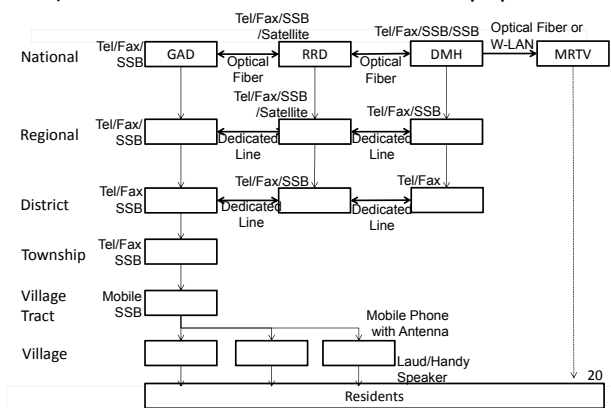 Tel/Fax/SSB
/Satellite
Tel/Fax/SSB/SSB
Optical Fiber or
W-LAN
National
Tel/Fax/
SSB
GAD
Optical
Fiber
RRD
Optical
Fiber
DMH
MRTV
Tel/Fax/SSB
/Satellite
Tel/Fax/SSB
Regional
Tel/Fax/
SSB
Dedicated
Line
Dedicated
Line
Tel/Fax/SSB
Tel/Fax
District
Tel/Fax
SSB
Dedicated
Line
Dedicated
Line
Township
Tel/Fax
SSB
Village
Tract
Mobile
SSB
Mobile Phone
with Antenna
Village
Laud/Handy
Speaker
20
Residents